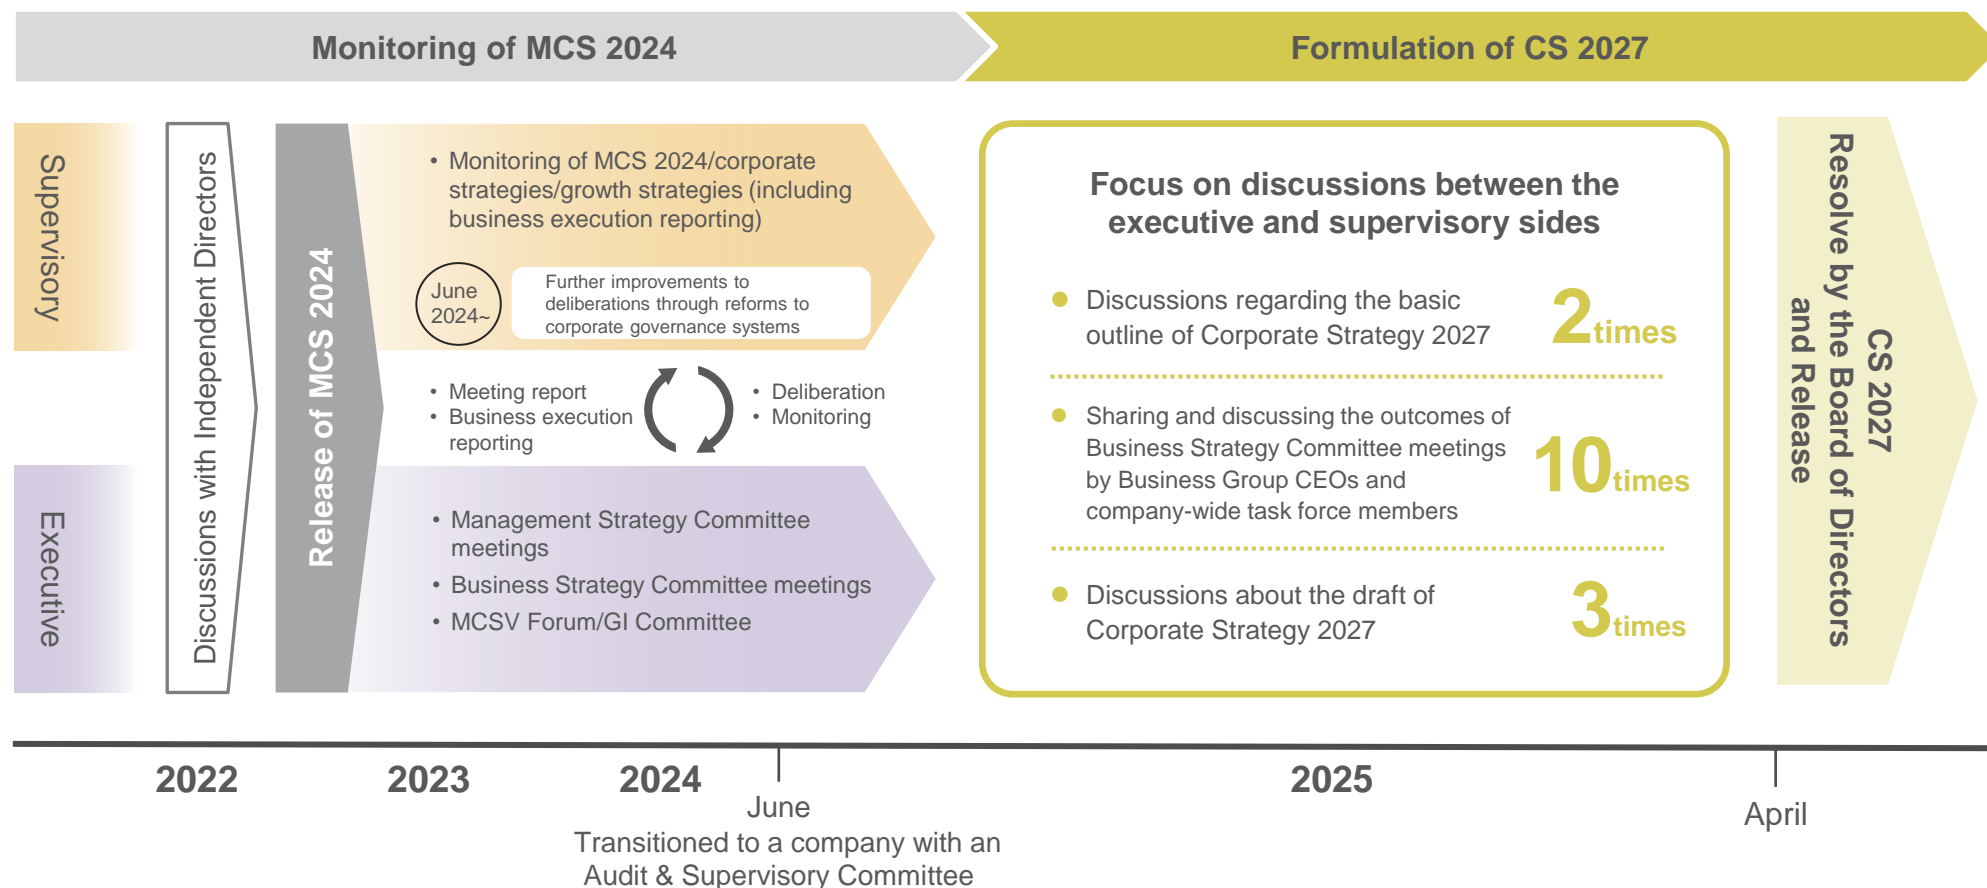 Monitoring of MCS 2024
Formulation of CS 2027
Supervisory
Executive
Discussions with Independent Directors
Release of MCS 2024
• Monitoring of MCS 2024/corporate
strategies/growth strategies (including
business execution reporting)
June
2024~
Further improvements to
deliberations through reforms to
corporate governance systems
• Meeting report
• Business execution
reporting
• Deliberation
• Monitoring
• Management Strategy Committee
meetings
• Business Strategy Committee meetings
• MCSV Forum/GI Committee
Focus on discussions between the
executive and supervisory sides
● Discussions regarding the basic
outline of Corporate Strategy 2027
2 times
● Sharing and discussing the outcomes of
Business Strategy Committee meetings
by Business Group CEOs and
company-wide task force members
10 times
● Discussions about the draft of
Corporate Strategy 2027
3 times
CS 2027
Resolve by the Board of Directors
and Release
2022
2023
2024
2025
June
Transitioned to a company with an
Audit & Supervisory Committee
April